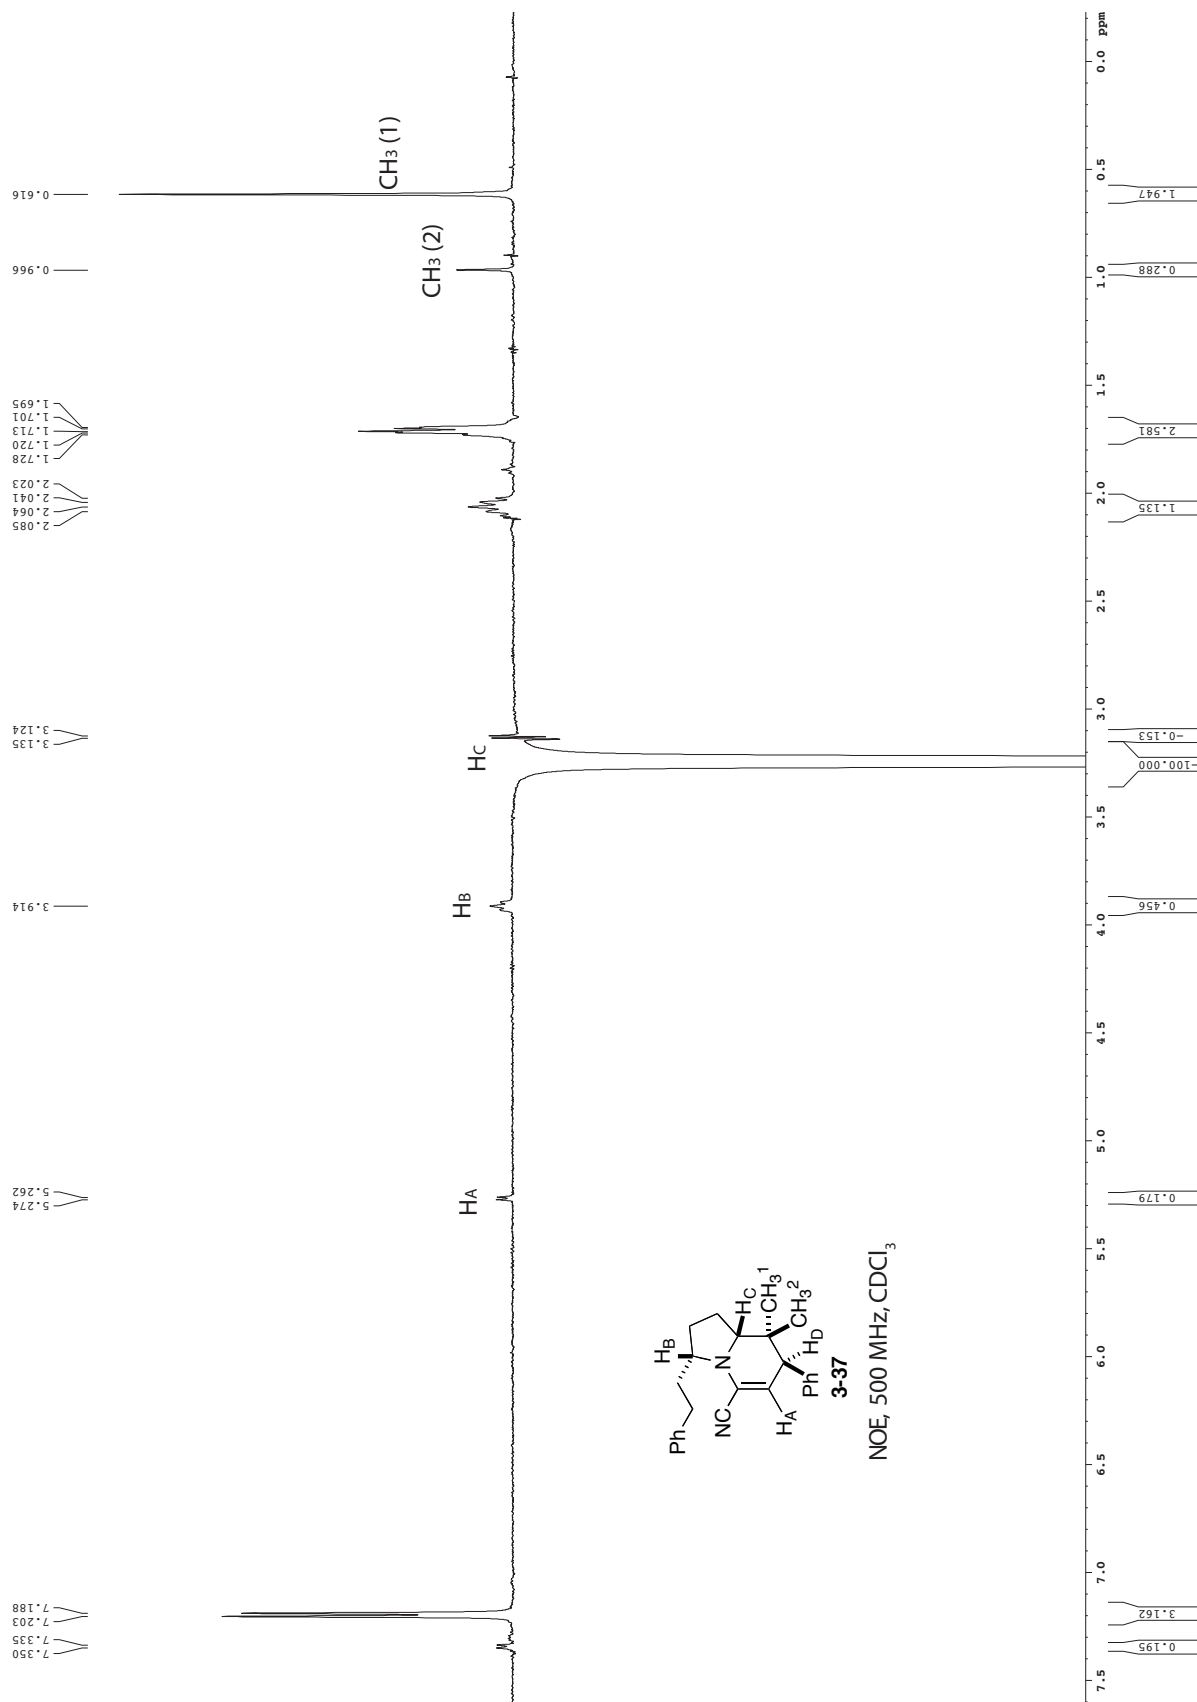 7.350
7.335
7.203
7.188
5.274
5.262
3.914
3.135
3.124
2.085
2.064
2.041
2.023
1.728
1.720
1.713
1.701
1.695
0.966
0.616
HA
HB
HC
CH3 (2)
CH3 (1)
Ph
HB
NC
N
HC
CH3 1
CH3 2
HA
Ph
HD
3-37
NOE, 500 MHz, CDCl3
7.5 7.0 6.5 6.0 5.5 5.0 4.5 4.0 3.5 3.0 2.5 2.0 1.5 1.0 0.5 0.0 ppm
0.195
3.162
0.179
0.456
-100.000
-0.153
1.135
2.581
0.288
1.947